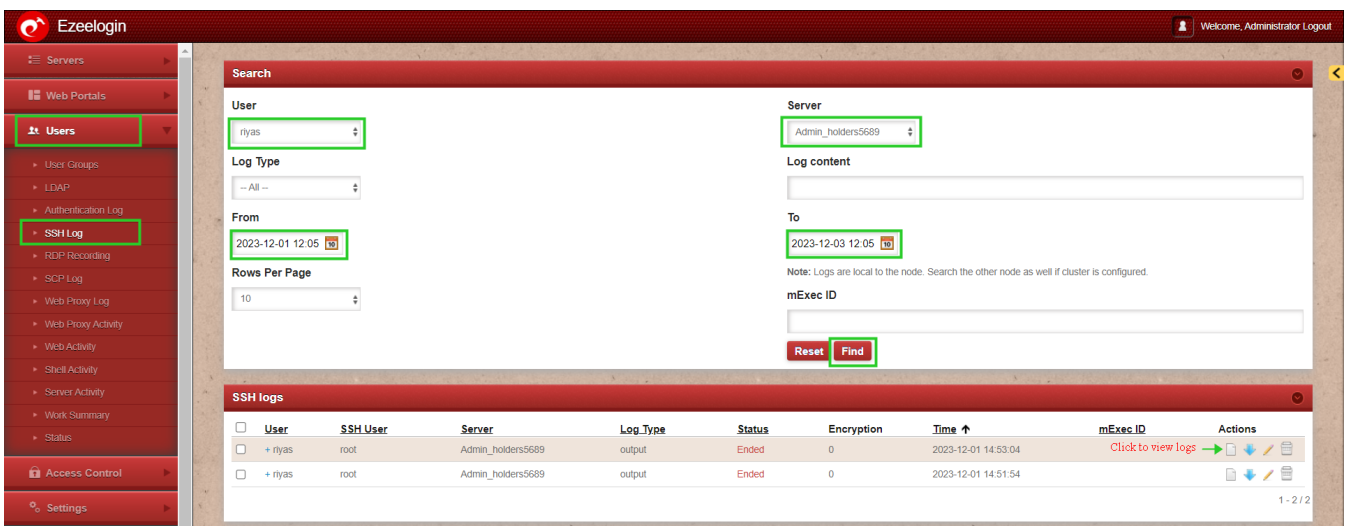 Ezeelogin
Welcome, Administrator Logout
Servers
Web Portals
Users
User Groups
LDAP
Authentication Log
SSH Log
RDP Recording
SCP Log
Web Proxy Log
Web Proxy Activity
Web Activity
Shell Activity
Server Activity
Work Summary
Status
Access Control
Settings
Search
User
Server
riyas
Admin_holders5689
Log Type
Log content
-- All --
From
To
2023-12-01 12:05
2023-12-03 12:05
Rows Per Page
Note: Logs are local to the node. Search the other node as well if cluster is configured.
10
mExec ID
Reset Find
SSH logs
User SSH User Server Log Type Status Encryption Time ↑ mExec ID Actions
+ riyas root Admin_holders5689 output Ended 0 2023-12-01 14:53:04 Click to view logs
+ riyas root Admin_holders5689 output Ended 0 2023-12-01 14:51:54
1 - 2 / 2